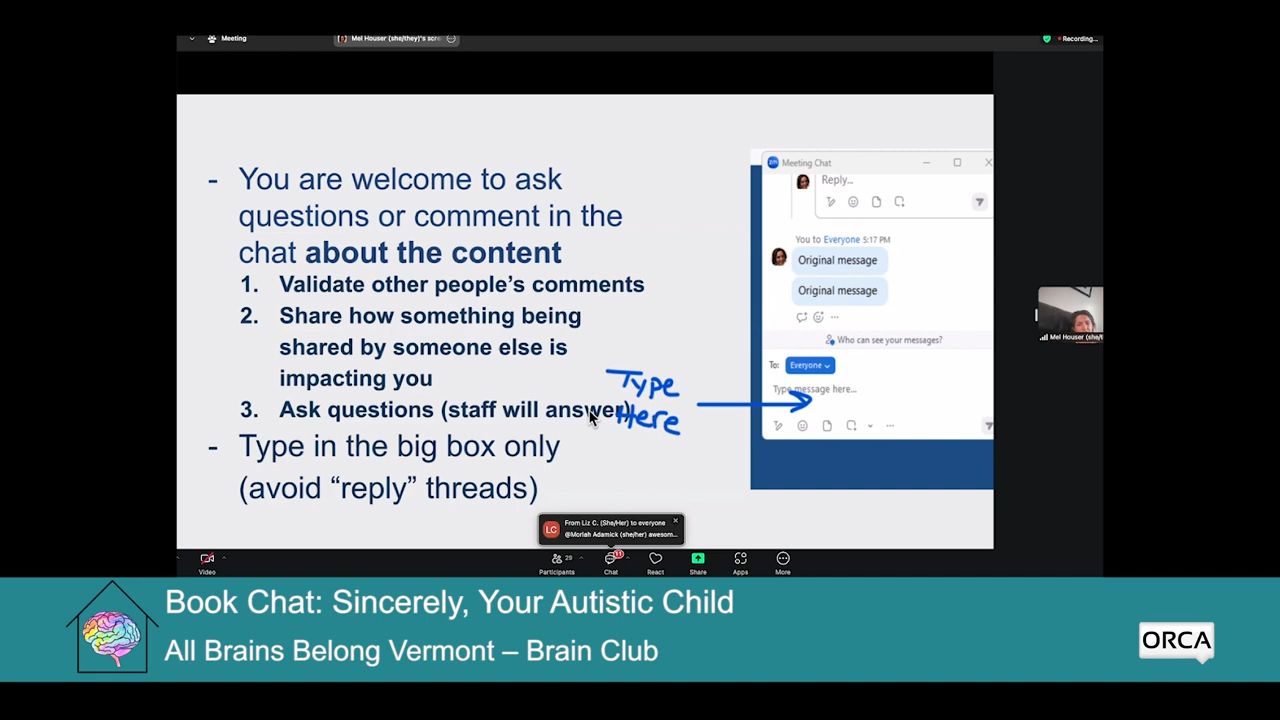 Meeting
Mel Houser (she/they)'s scre
Recording...
- You are welcome to ask
questions or comment in the
chat about the content
1. Validate other people's comments
2. Share how something being
shared by someone else is
impacting you
3. Ask questions (staff will answer)
- Type in the big box only
(avoid "reply" threads)
Type
Here
zm Meeting Chat
Reply...
You to Everyone 5:17 PM
Original message
Original message
Who can see your messages?
To: Everyone
Type message here...
Mel Houser (she/t
LC
From Liz C. (She/Her) to everyone
@Moriah Adamick (she/her) awesom...
Video
29
Participants
11
Chat
React
Share
Apps
More
Book Chat: Sincerely, Your Autistic Child
All Brains Belong Vermont – Brain Club
ORCA